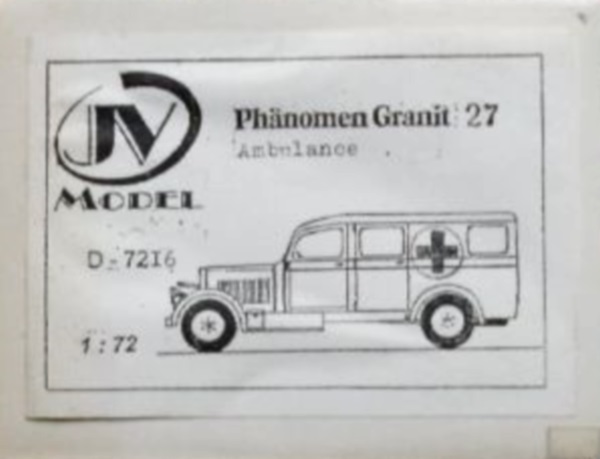 JV
MODEL
Phänomen Granit 27
Ambulance
D-7216
1:72